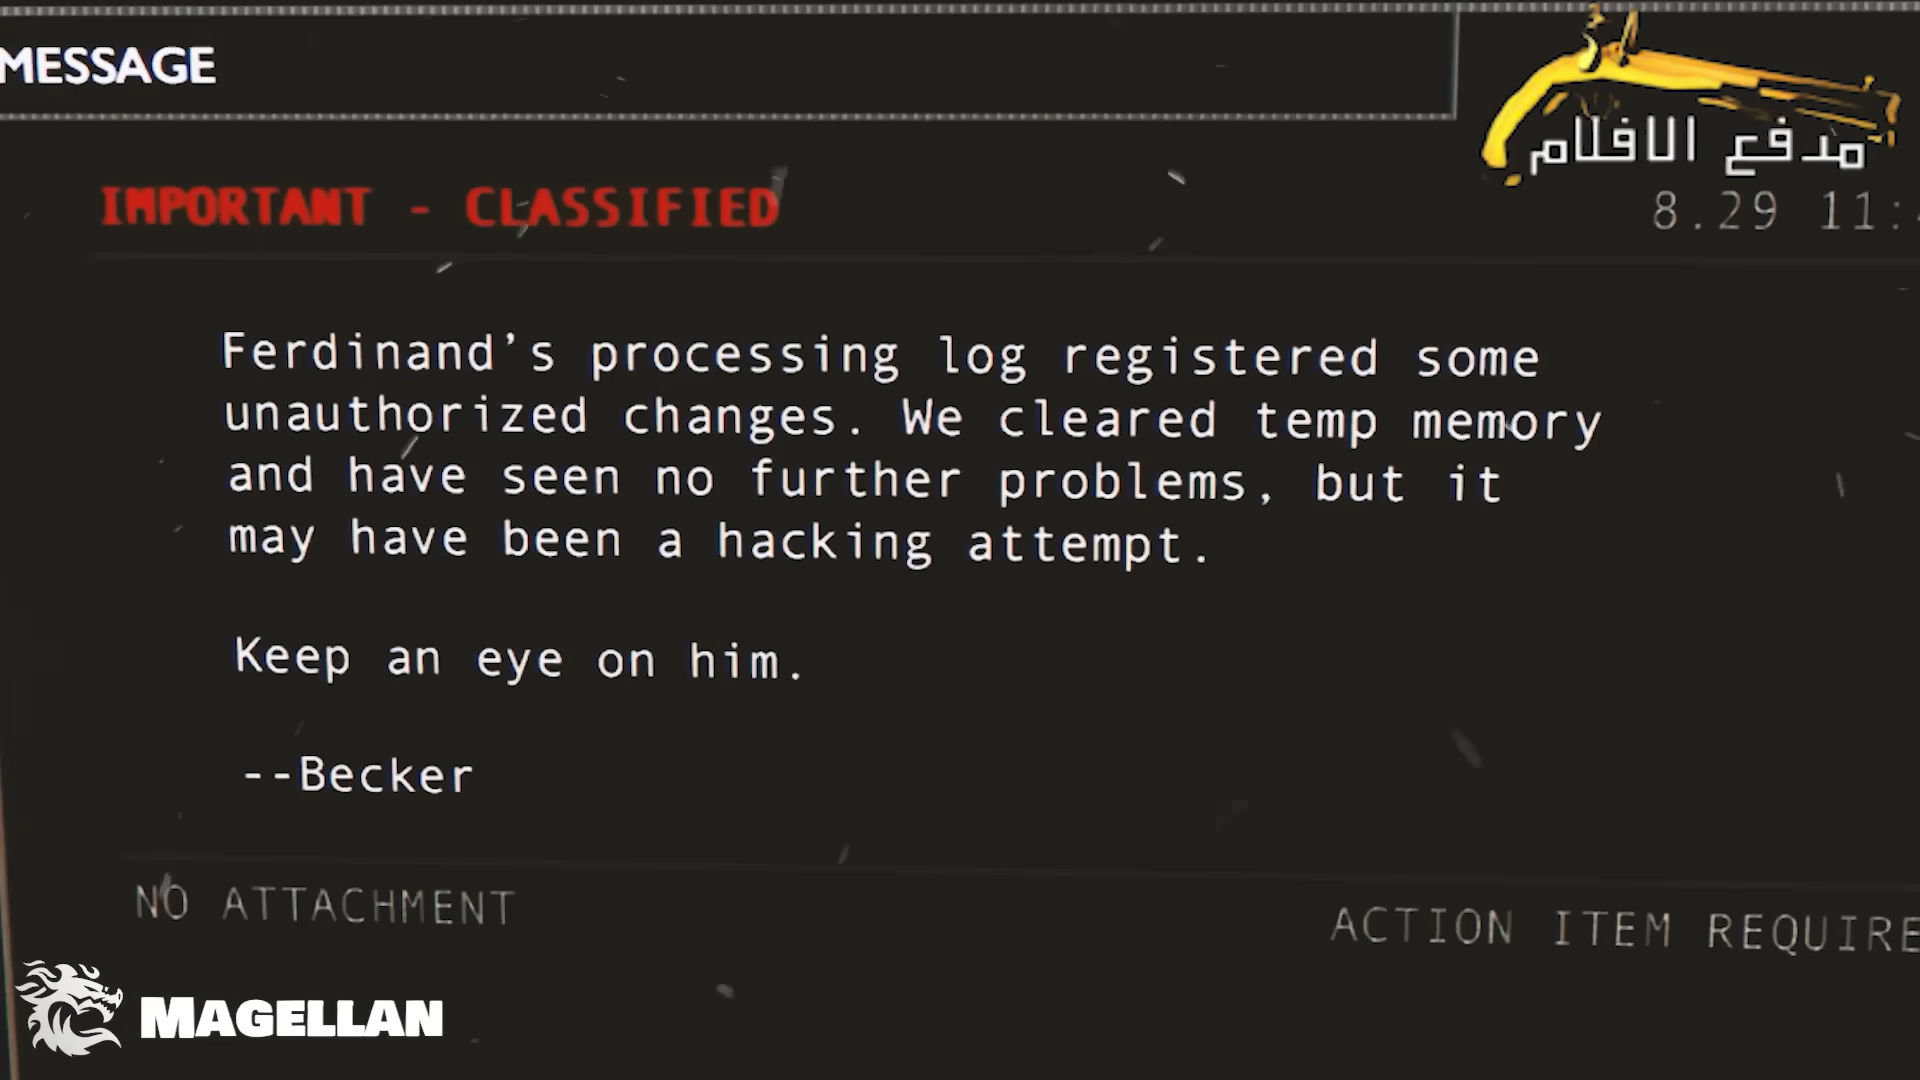 MESSAGE
مدفع الافلام
IMPORTANT - CLASSIFIED
8.29 11:
Ferdinand’s processing log registered some
unauthorized changes. We cleared temp memory
and have seen no further problems, but it
may have been a hacking attempt.
Keep an eye on him.
--Becker
NO ATTACHMENT
ACTION ITEM REQUIRE
MAGELLAN